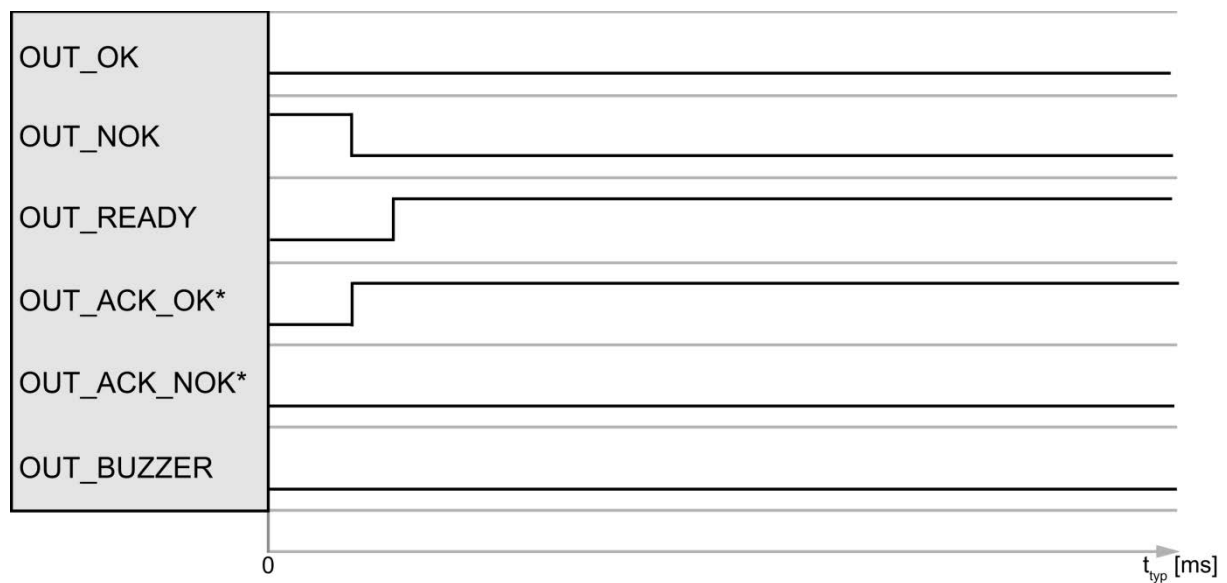 OUT_OK
OUT_NOK
OUT_READY
OUT_ACK_OK*
OUT_ACK_NOK*
OUT_BUZZER
0 t_typ [ms]